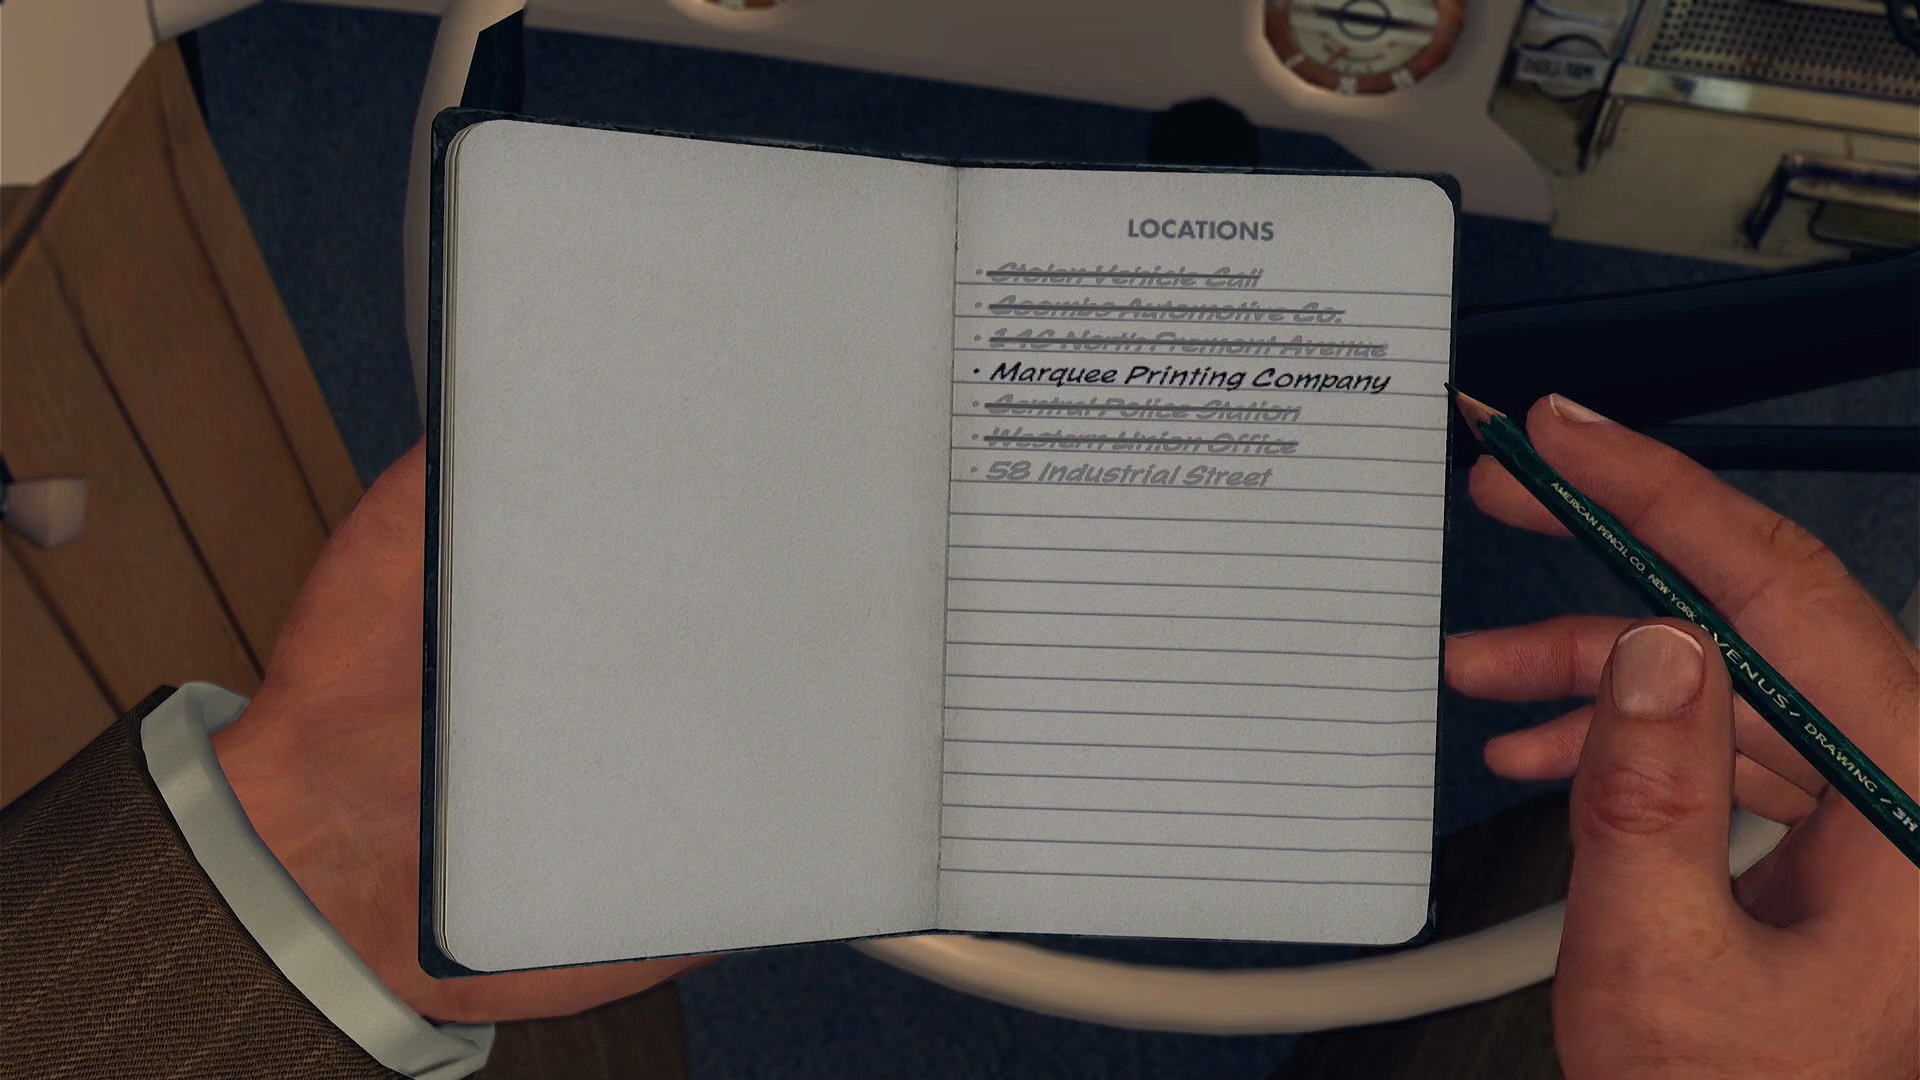 LOCATIONS
· Stolen Vehicle Call
· Coombs Automotive Co.
· 140 North Fremont Avenue
· Marquee Printing Company
· Central Police Station
· Western Union Office
· 58 Industrial Street
AMERICAN PENCIL CO. NEW YORK VENUS / DRAWING / 3H